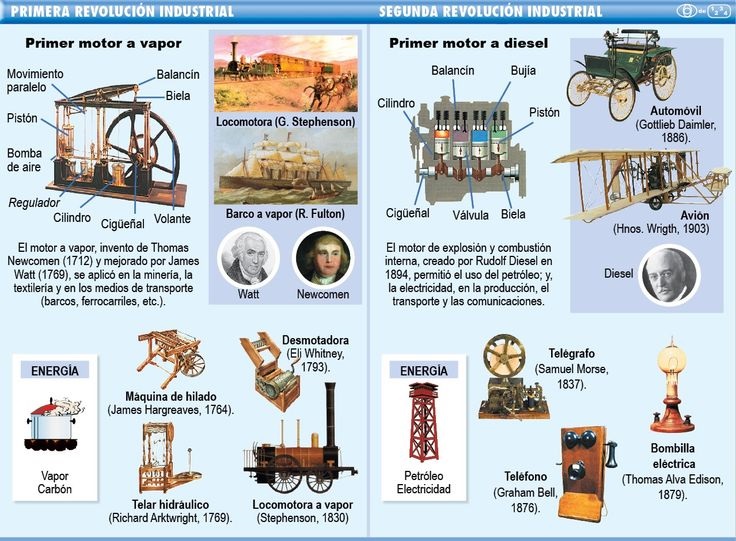 PRIMERA REVOLUCIÓN INDUSTRIAL
Primer motor a vapor
Movimiento
paralelo
Balancín
Biela
Pistón
Bomba
de aire
Regulador
Cilindro
Cigüeñal
Volante
El motor a vapor, invento de Thomas
Newcomen (1712) y mejorado por James
Watt (1769), se aplicó en la minería, la
textilería y en los medios de transporte
(barcos, ferrocarriles, etc.).
Locomotora (G. Stephenson)
Barco a vapor (R. Fulton)
Watt
Newcomen
ENERGÍA
Vapor
Carbón
Máquina de hilado
(James Hargreaves, 1764).
Desmotadora
(Eli Whitney,
1793).
Telar hidráulico
(Richard Arktwright, 1769).
Locomotora a vapor
(Stephenson, 1830)
SEGUNDA REVOLUCIÓN INDUSTRIAL
de
1 2 3 4
Primer motor a diesel
Balancín
Bujía
Cilindro
Pistón
Cigüeñal
Válvula
Biela
El motor de explosión y combustión
interna, creado por Rudolf Diesel en
1894, permitió el uso del petróleo; y,
la electricidad, en la producción, el
transporte y las comunicaciones.
Automóvil
(Gottlieb Daimler,
1886).
Avión
(Hnos. Wrigth, 1903)
Diesel
ENERGÍA
Petróleo
Electricidad
Telégrafo
(Samuel Morse,
1837).
Teléfono
(Graham Bell,
1876).
Bombilla
eléctrica
(Thomas Alva Edison,
1879).